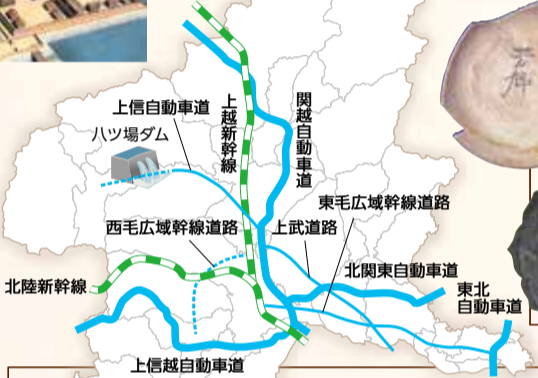 上信自動車道
八ッ場ダム
上越新幹線
関越自動車道
東毛広域幹線道路
西毛広域幹線道路
上武道路
北関東自動車道
北陸新幹線
東北
自動車道
上信越自動車道